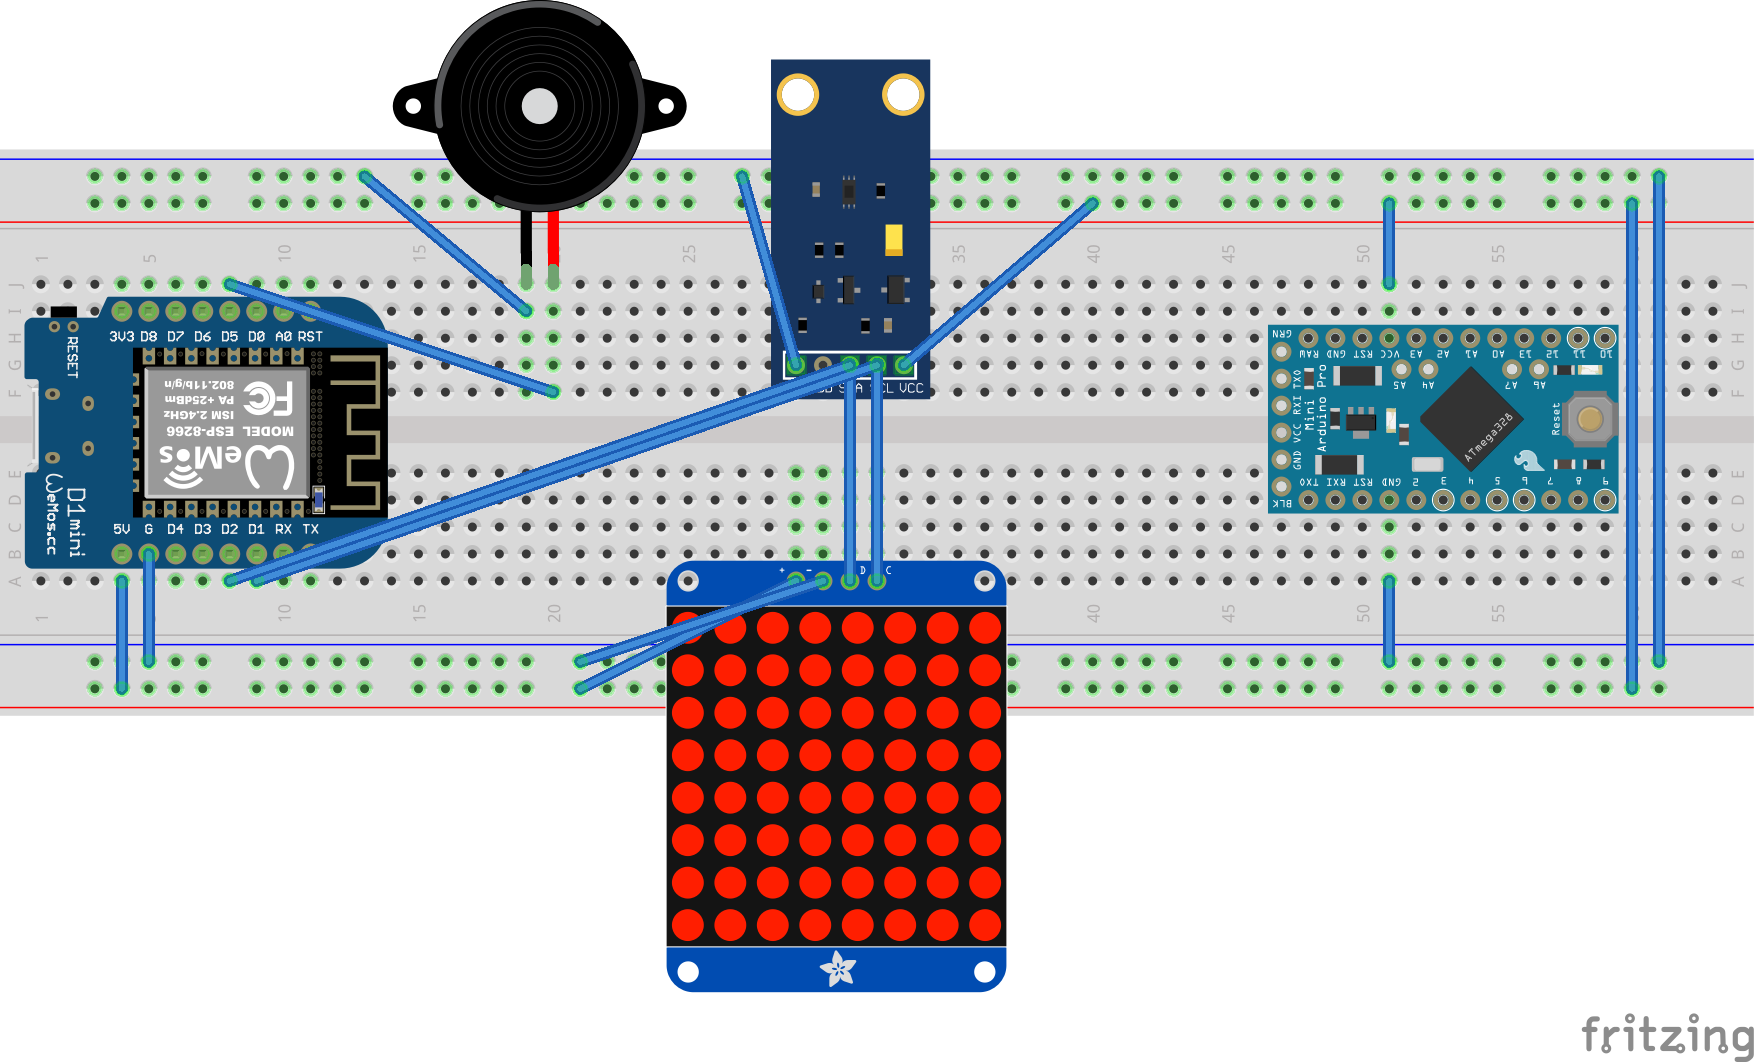 1 5 10 15 20 25 35 40 45 50 55
J I H G F
E D C B A
1 10 15 20 40 45 50 55
3V3 D8 D7 D6 D5 D0 A0 RST
RESET
802.11b/g/n
PA +25dBm
ISM 2.4GHz
MODEL ESP-8266
FC
WeMos
D1 mini
WeMos.cc
5V G D4 D3 D2 D1 RX TX
VCC
+ - D C
GRN TXO RXI VCC GND BLK
RAW GND RST VCC A3 A2 A1 A0 13 12 11 10
A5 A4 A7 A6
Arduino Pro
Mini
ATmega328
Reset
TXO RXI RST GND 2 3 4 5 6 7 8 9
fritzing